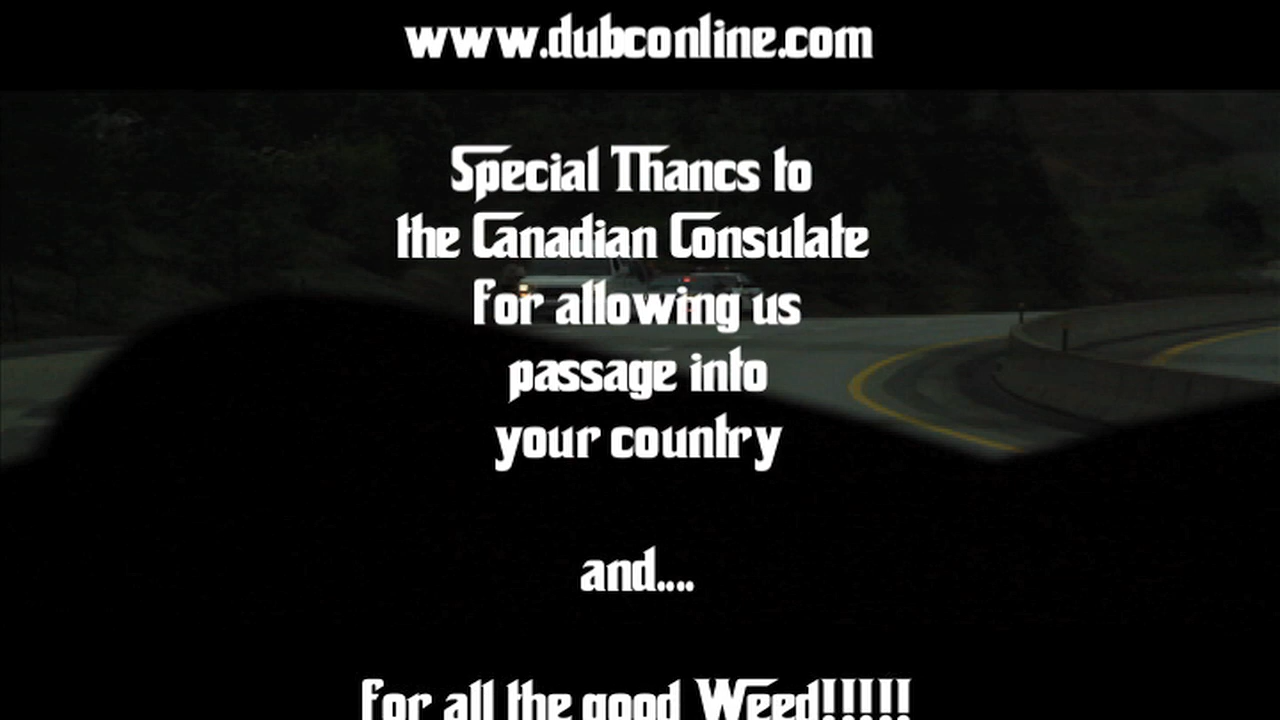 www.dubconline.com
Special Thancs to
the Canadian Consulate
for allowing us
passage into
your country
and....
for all the good Weed!!!!!